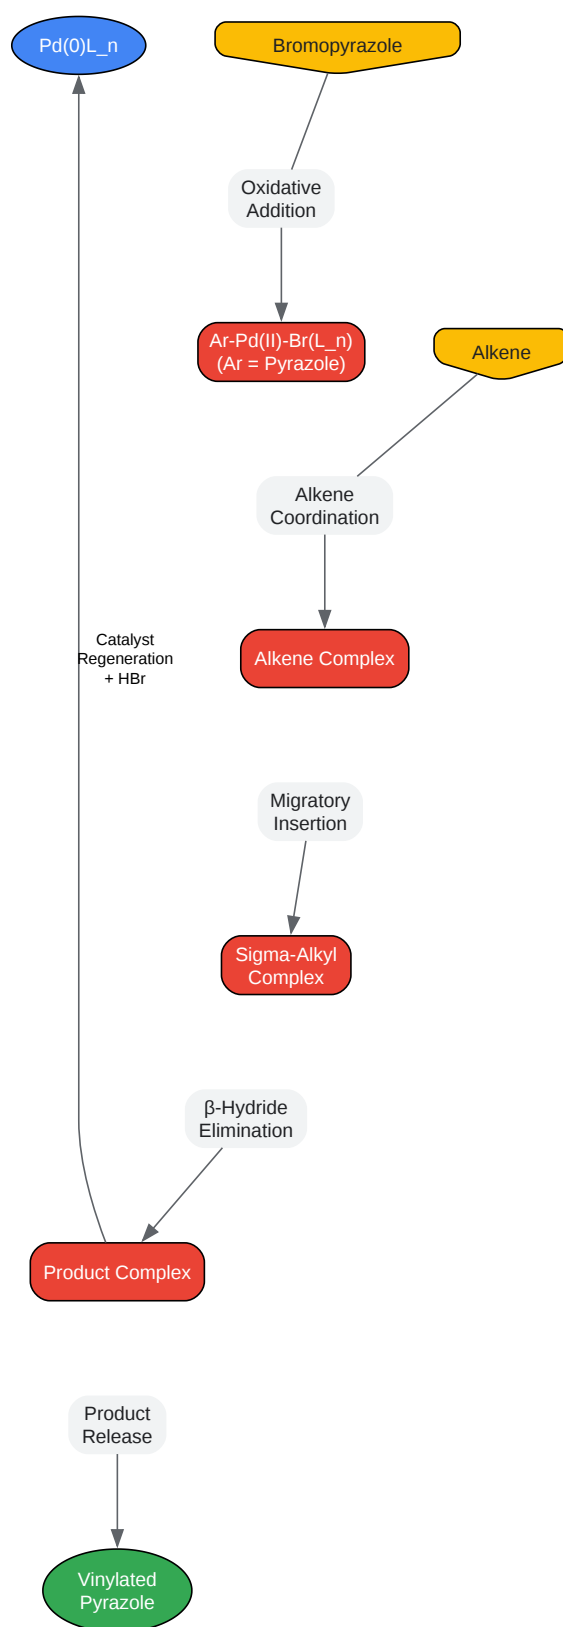 Pd(0)L_n
Bromopyrazole
Oxidative
Addition
Ar-Pd(II)-Br(L_n)
(Ar = Pyrazole)
Alkene
Alkene
Coordination
Catalyst
Regeneration
+ HBr
Alkene Complex
Migratory
Insertion
Sigma-Alkyl
Complex
β-Hydride
Elimination
Product Complex
Product
Release
Vinylated
Pyrazole